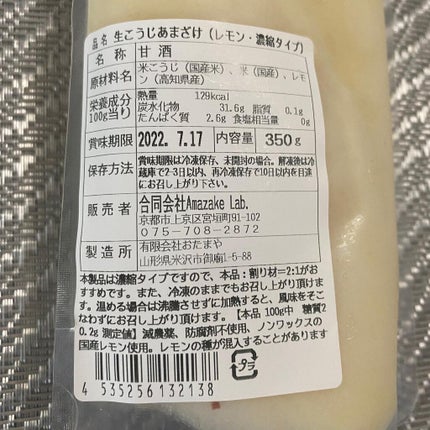 品名 生こうじあまざけ（レモン・濃縮タイプ）
名称 甘酒
原材料名 米こうじ（国産米）、米（国産）、レモ
ン（高知県産）
栄養成分 100g当り
熱量 129kcal
炭水化物 31.6g 脂質 0.1g
たんぱく質 2.6g 食塩相当量 0g
賞味期限 2022. 7.17 内容量 350g
保存方法 賞味期限は冷凍保存、未開封の場合。解凍後は冷
蔵庫で2-3日以内、再冷凍保存で10日以内を目途
にお召し上がり下さい。
販売者 合同会社Amazake Lab.
京都市上京区宮垣町91-102
075-708-2872
製造所 有限会社おたまや
山形県米沢市御廟1-5-88
本製品は濃縮タイプですので、本品：割り材=2:1がお
すすめです。また、冷凍のままでもお召し上がり頂けま
す。温める場合は沸騰させずに加熱すると、風味をそこ
なわずにお召し上がり頂けます。【本品100g中 糖質2
0.2g 測定値】減農薬、防腐剤不使用、ノンワックスの
国産レモン使用。レモンの種が混入することがあります
4 535256 132138
プラ